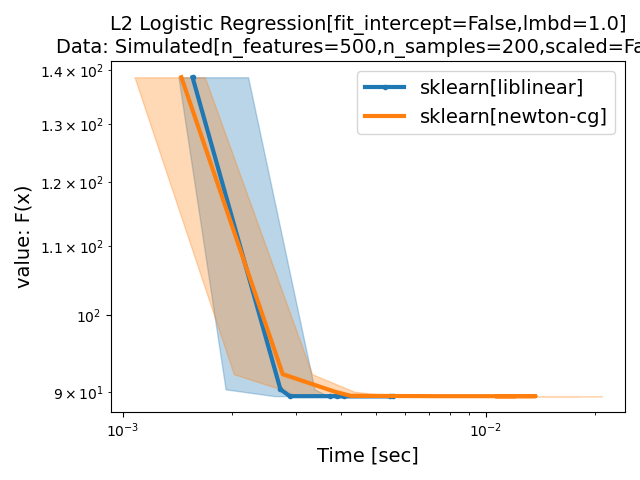 L2 Logistic Regression[fit_intercept=False,lmbd=1.0]
Data: Simulated[n_features=500,n_samples=200,scaled=Fa
1.4 × 10²
1.3 × 10²
1.2 × 10²
1.1 × 10²
10²
9 × 10¹
value: F(x)
sklearn[liblinear]
sklearn[newton-cg]
10⁻³
10⁻²
Time [sec]